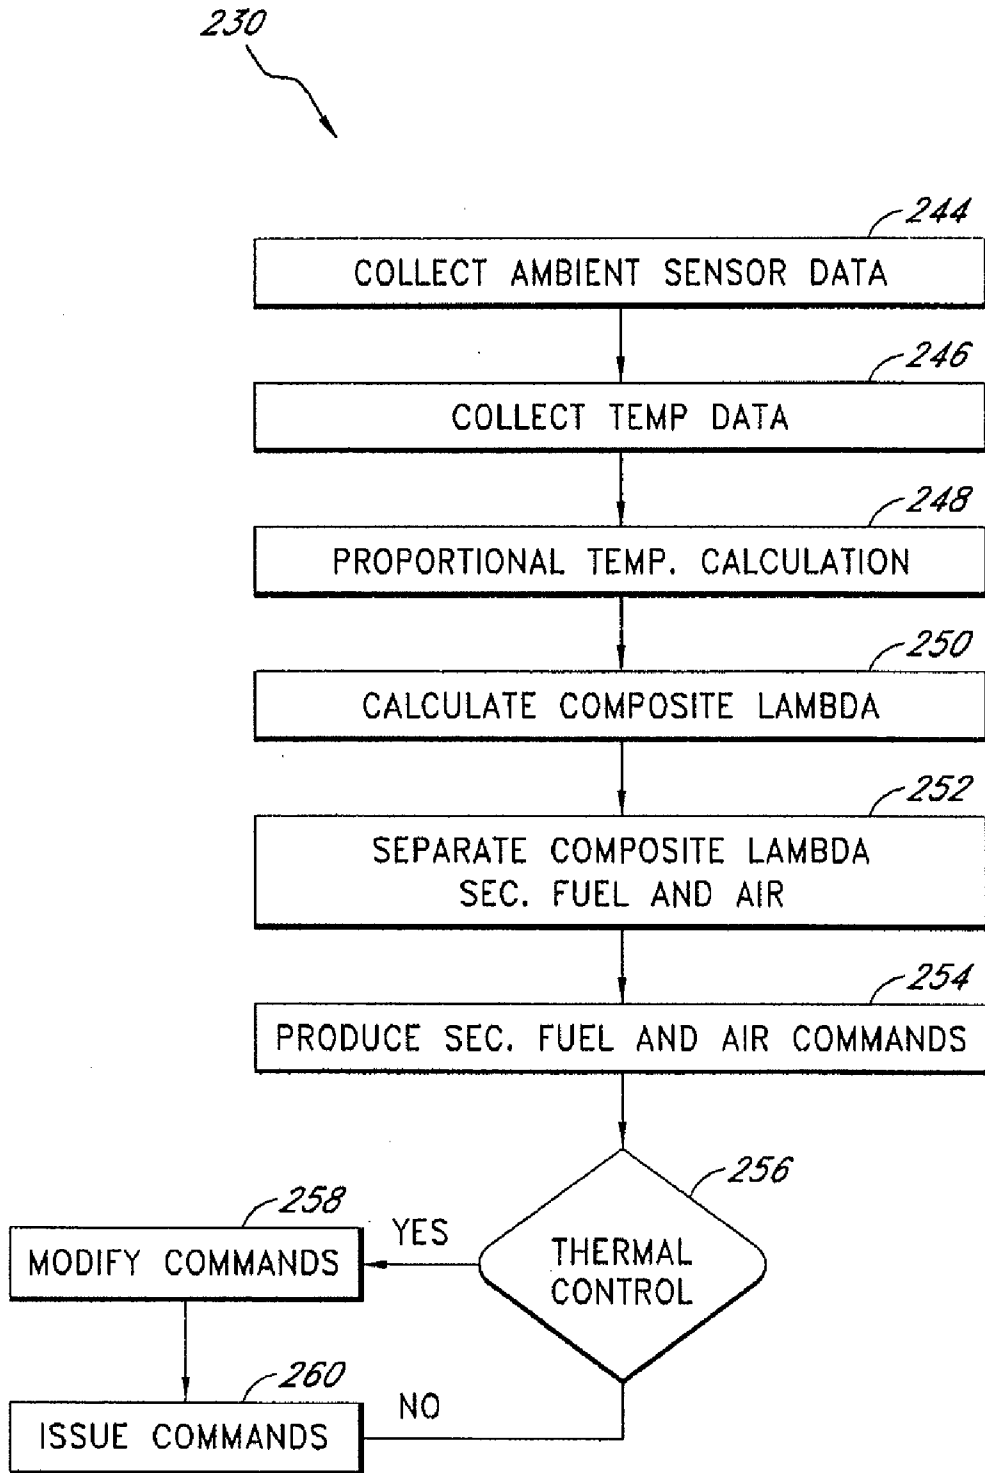 230
244
COLLECT AMBIENT SENSOR DATA
246
COLLECT TEMP DATA
248
PROPORTIONAL TEMP. CALCULATION
250
CALCULATE COMPOSITE LAMBDA
252
SEPARATE COMPOSITE LAMBDA
SEC. FUEL AND AIR
254
PRODUCE SEC. FUEL AND AIR COMMANDS
256
THERMAL
CONTROL
YES
258
MODIFY COMMANDS
260
NO
ISSUE COMMANDS